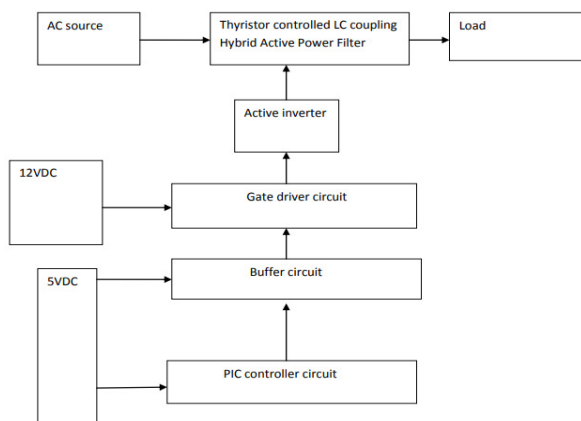 AC source
Thyristor controlled LC coupling
Hybrid Active Power Filter
Load
Active inverter
12VDC
Gate driver circuit
Buffer circuit
5VDC
PIC controller circuit